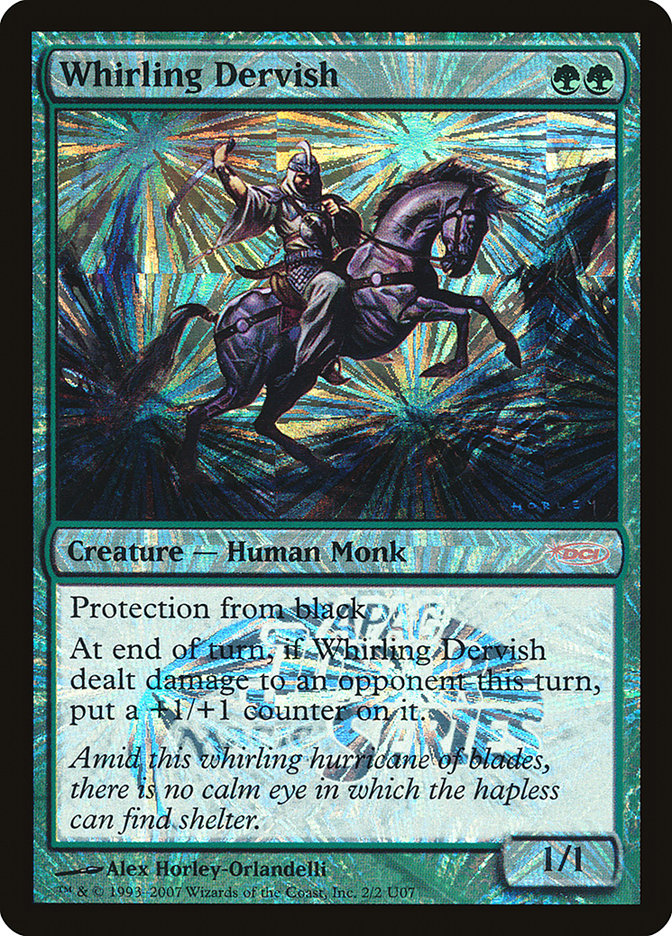 Whirling Dervish
HORLEY
Creature — Human Monk
DCI
Protection from black
At end of turn, if Whirling Dervish
dealt damage to an opponent this turn,
put a +1/+1 counter on it.
Amid this whirling hurricane of blades,
there is no calm eye in which the hapless
can find shelter.
1/1
Alex Horley-Orlandelli
™ & © 1993–2007 Wizards of the Coast, Inc. 2/2 U07